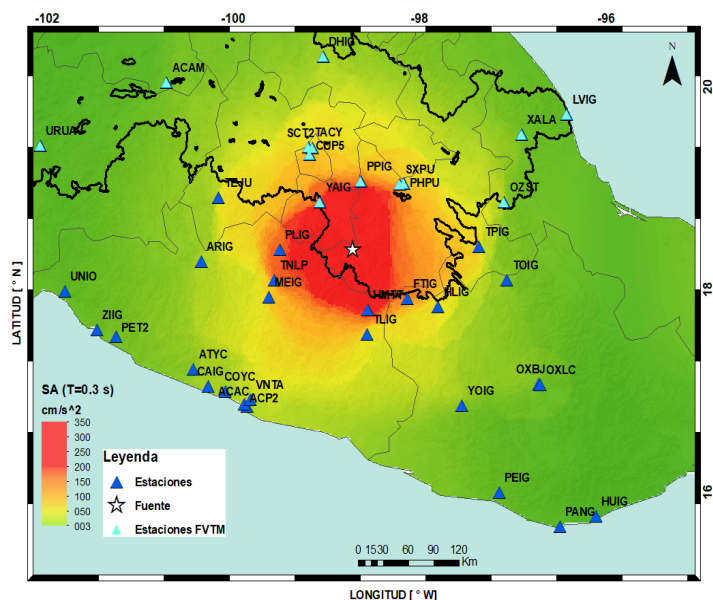 -102
-100
-98
-96
DHIG
N
ACAM
20
LVIG
URUA
SCT2
TACY
XALA
CUP5
PPIG
SXPU
PHPU
TEJU
YAIG
OZST
PLIG
TPIG
ARIG
TNLP
TOIG
UNIO
MEIG
FTIG
18
HMTT
HLIG
ZIIG
PET2
TLIG
LATITUD [ ° N]
ATYC
CAIG
COYC
OXBJ
OXLC
SA (T=0.3 s)
ACAC
VNTA
ACP2
YOIG
cm/s^2
350
300
200
150
100
050
003
Leyenda
Estaciones
Fuente
Estaciones FVTM
PEIG
16
HUIG
PANG
0 15 30 60 90 120
Km
LONGITUD [ ° W]